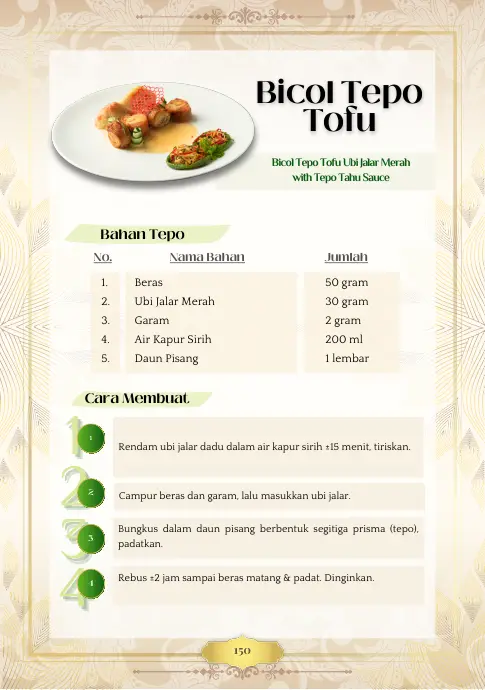 Bicol Tepo
Tofu
Bicol Tepo Tofu Ubi Jalar Merah
with Tepo Tahu Sauce
Bahan Tepo
No. Nama Bahan Jumlah
1. Beras 50 gram
2. Ubi Jalar Merah 30 gram
3. Garam 2 gram
4. Air Kapur Sirih 200 ml
5. Daun Pisang 1 lembar
Cara Membuat
1 1 Rendam ubi jalar dadu dalam air kapur sirih ±15 menit, tiriskan.
2 2 Campur beras dan garam, lalu masukkan ubi jalar.
3 3 Bungkus dalam daun pisang berbentuk segitiga prisma (tepo),
padatkan.
4 4 Rebus ±2 jam sampai beras matang & padat. Dinginkan.
150